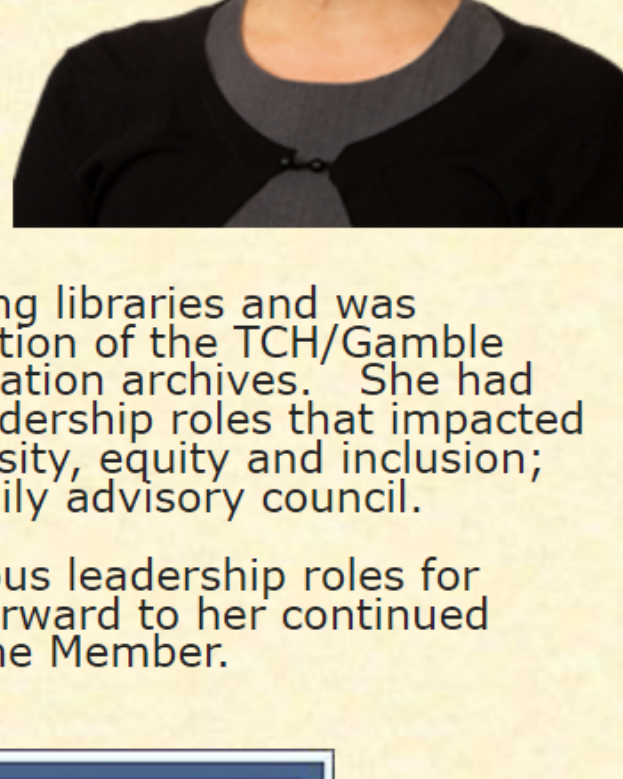 ng libraries and was
tion of the TCH/Gamble
ation archives.   She had
dership roles that impacted
sity, equity and inclusion;
ily advisory council.
ous leadership roles for
rward to her continued
ne Member.